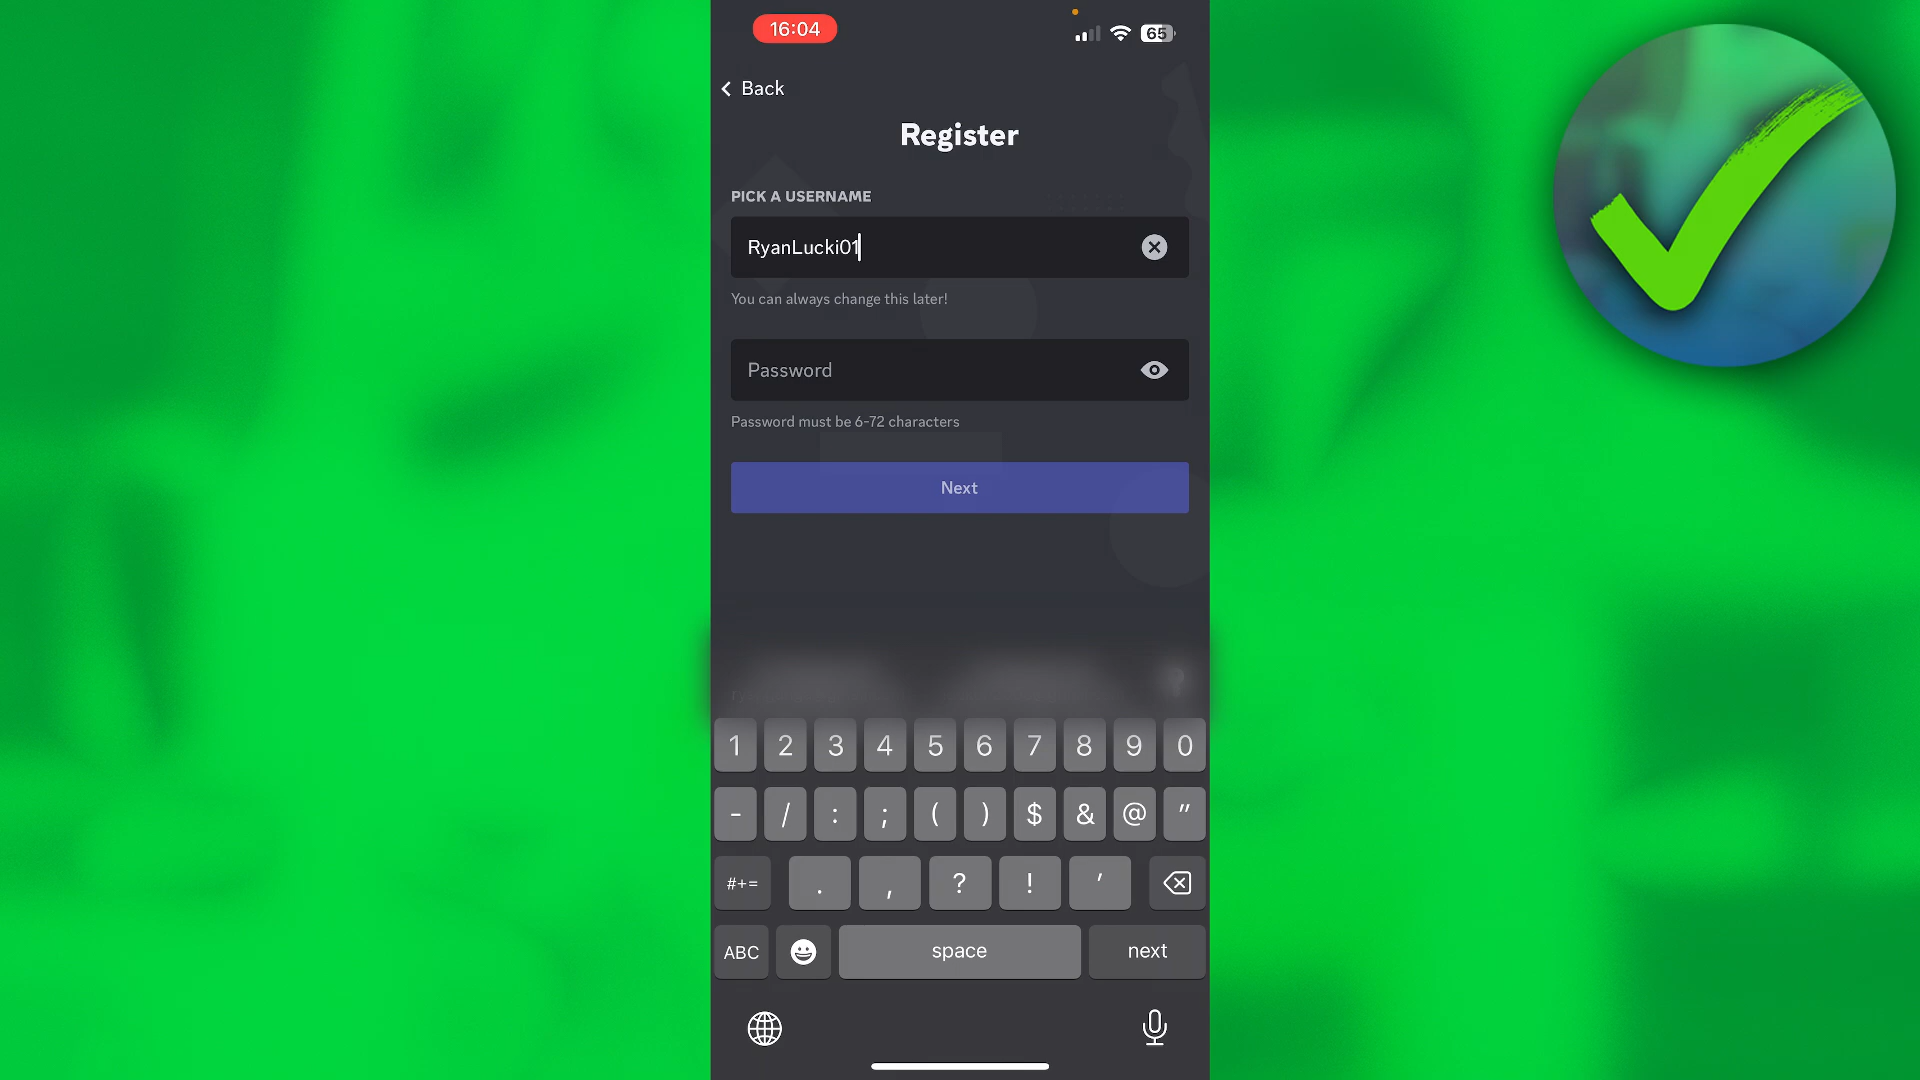 16:04
65
Back
Register
PICK A USERNAME
RyanLucki01
You can always change this later!
Password
Password must be 6-72 characters
Next
1 2 3 4 5 6 7 8 9 0
- / : ; ( ) $ & @ "
#+= . , ? ! '
ABC space next